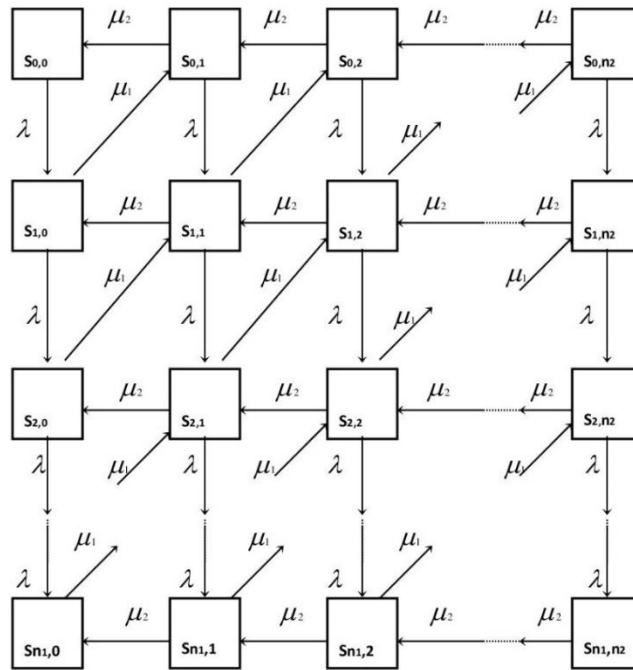 μ₂ μ₂ μ₂ μ₂
S₀,₀ S₀,₁ S₀,₂ S₀,n₂
μ₁ μ₁ μ₁ μ₁
λ λ λ λ
μ₂ μ₂ μ₂ μ₂
S₁,₀ S₁,₁ S₁,₂ S₁,n₂
μ₁ μ₁ μ₁ μ₁
λ λ λ λ
μ₂ μ₂ μ₂ μ₂
S₂,₀ S₂,₁ S₂,₂ S₂,n₂
λ μ₁ λ μ₁ λ μ₁ λ
μ₁ μ₁ μ₁
λ λ λ λ
μ₂ μ₂ μ₂ μ₂
Sn₁,0 Sn₁,1 Sn₁,2 Sn₁,n₂